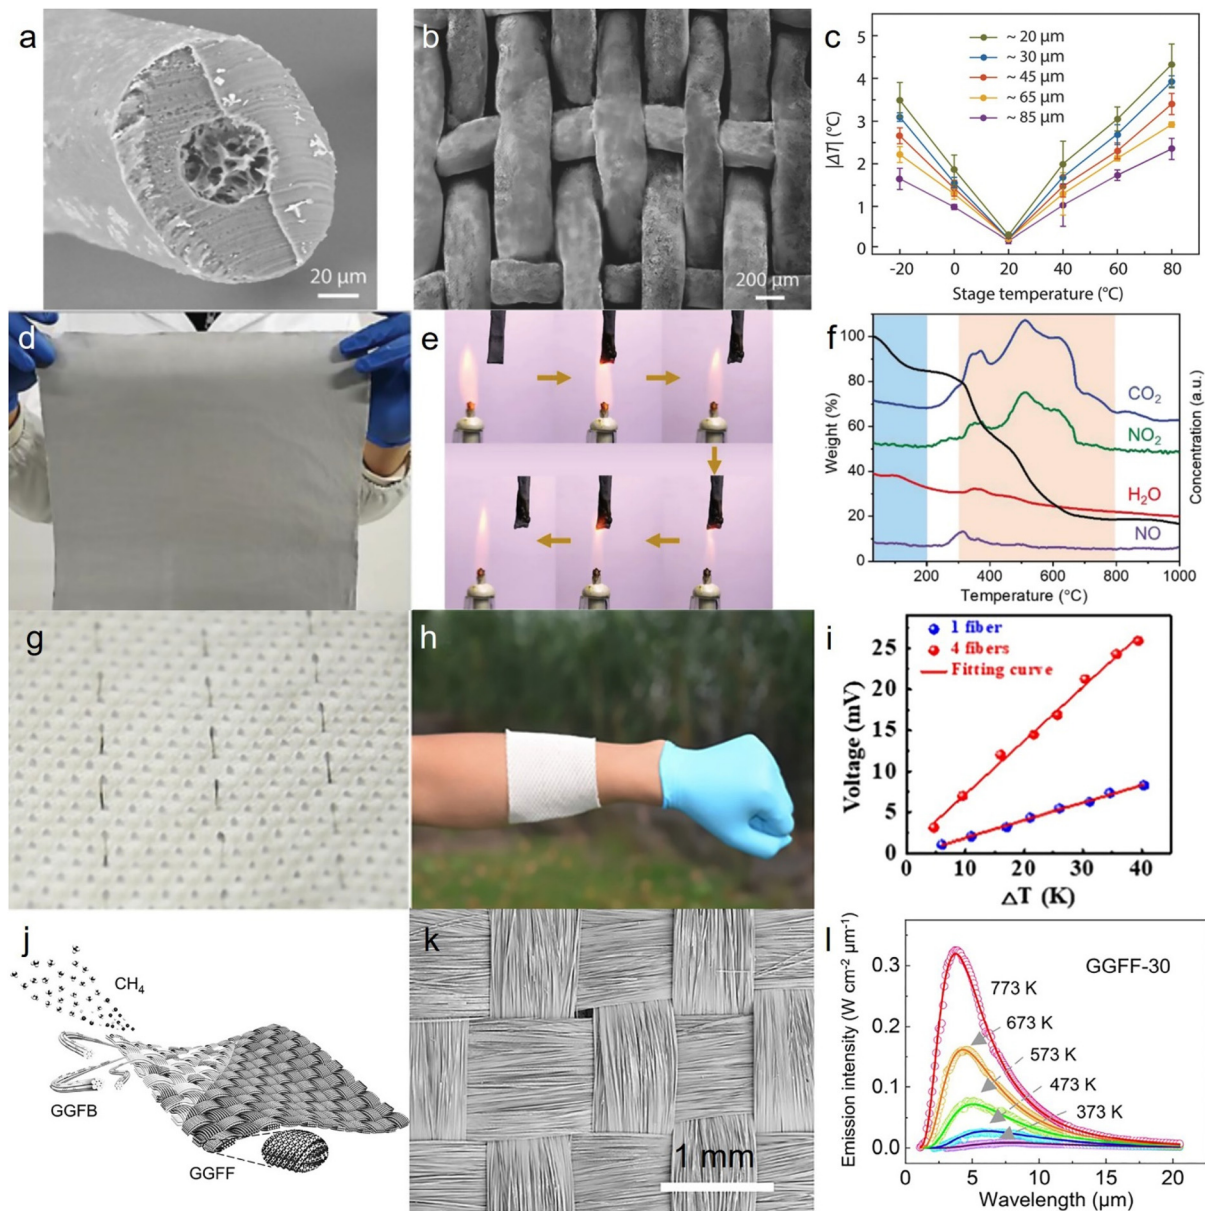 a
20 µm
b
200 µm
c
~ 20 µm
~ 30 µm
~ 45 µm
~ 65 µm
~ 85 µm
|ΔT| (°C)
5
4
3
2
1
0
-20 0 20 40 60 80
Stage temperature (°C)
d
e
f
Weight (%)
100
80
60
40
20
0
CO₂
NO₂
H₂O
NO
Concentration (a.u.)
200 400 600 800 1000
Temperature (°C)
g
h
i
1 fiber
4 fibers
Fitting curve
Voltage (mV)
25
20
15
10
5
0
0 10 20 30 40
ΔT (K)
j
CH₄
GGFB
GGFF
k
1 mm
l
GGFF-30
Emission intensity (W cm⁻² µm⁻¹)
0.3
0.2
0.1
0.0
773 K
673 K
573 K
473 K
373 K
0 5 10 15 20
Wavelength (µm)